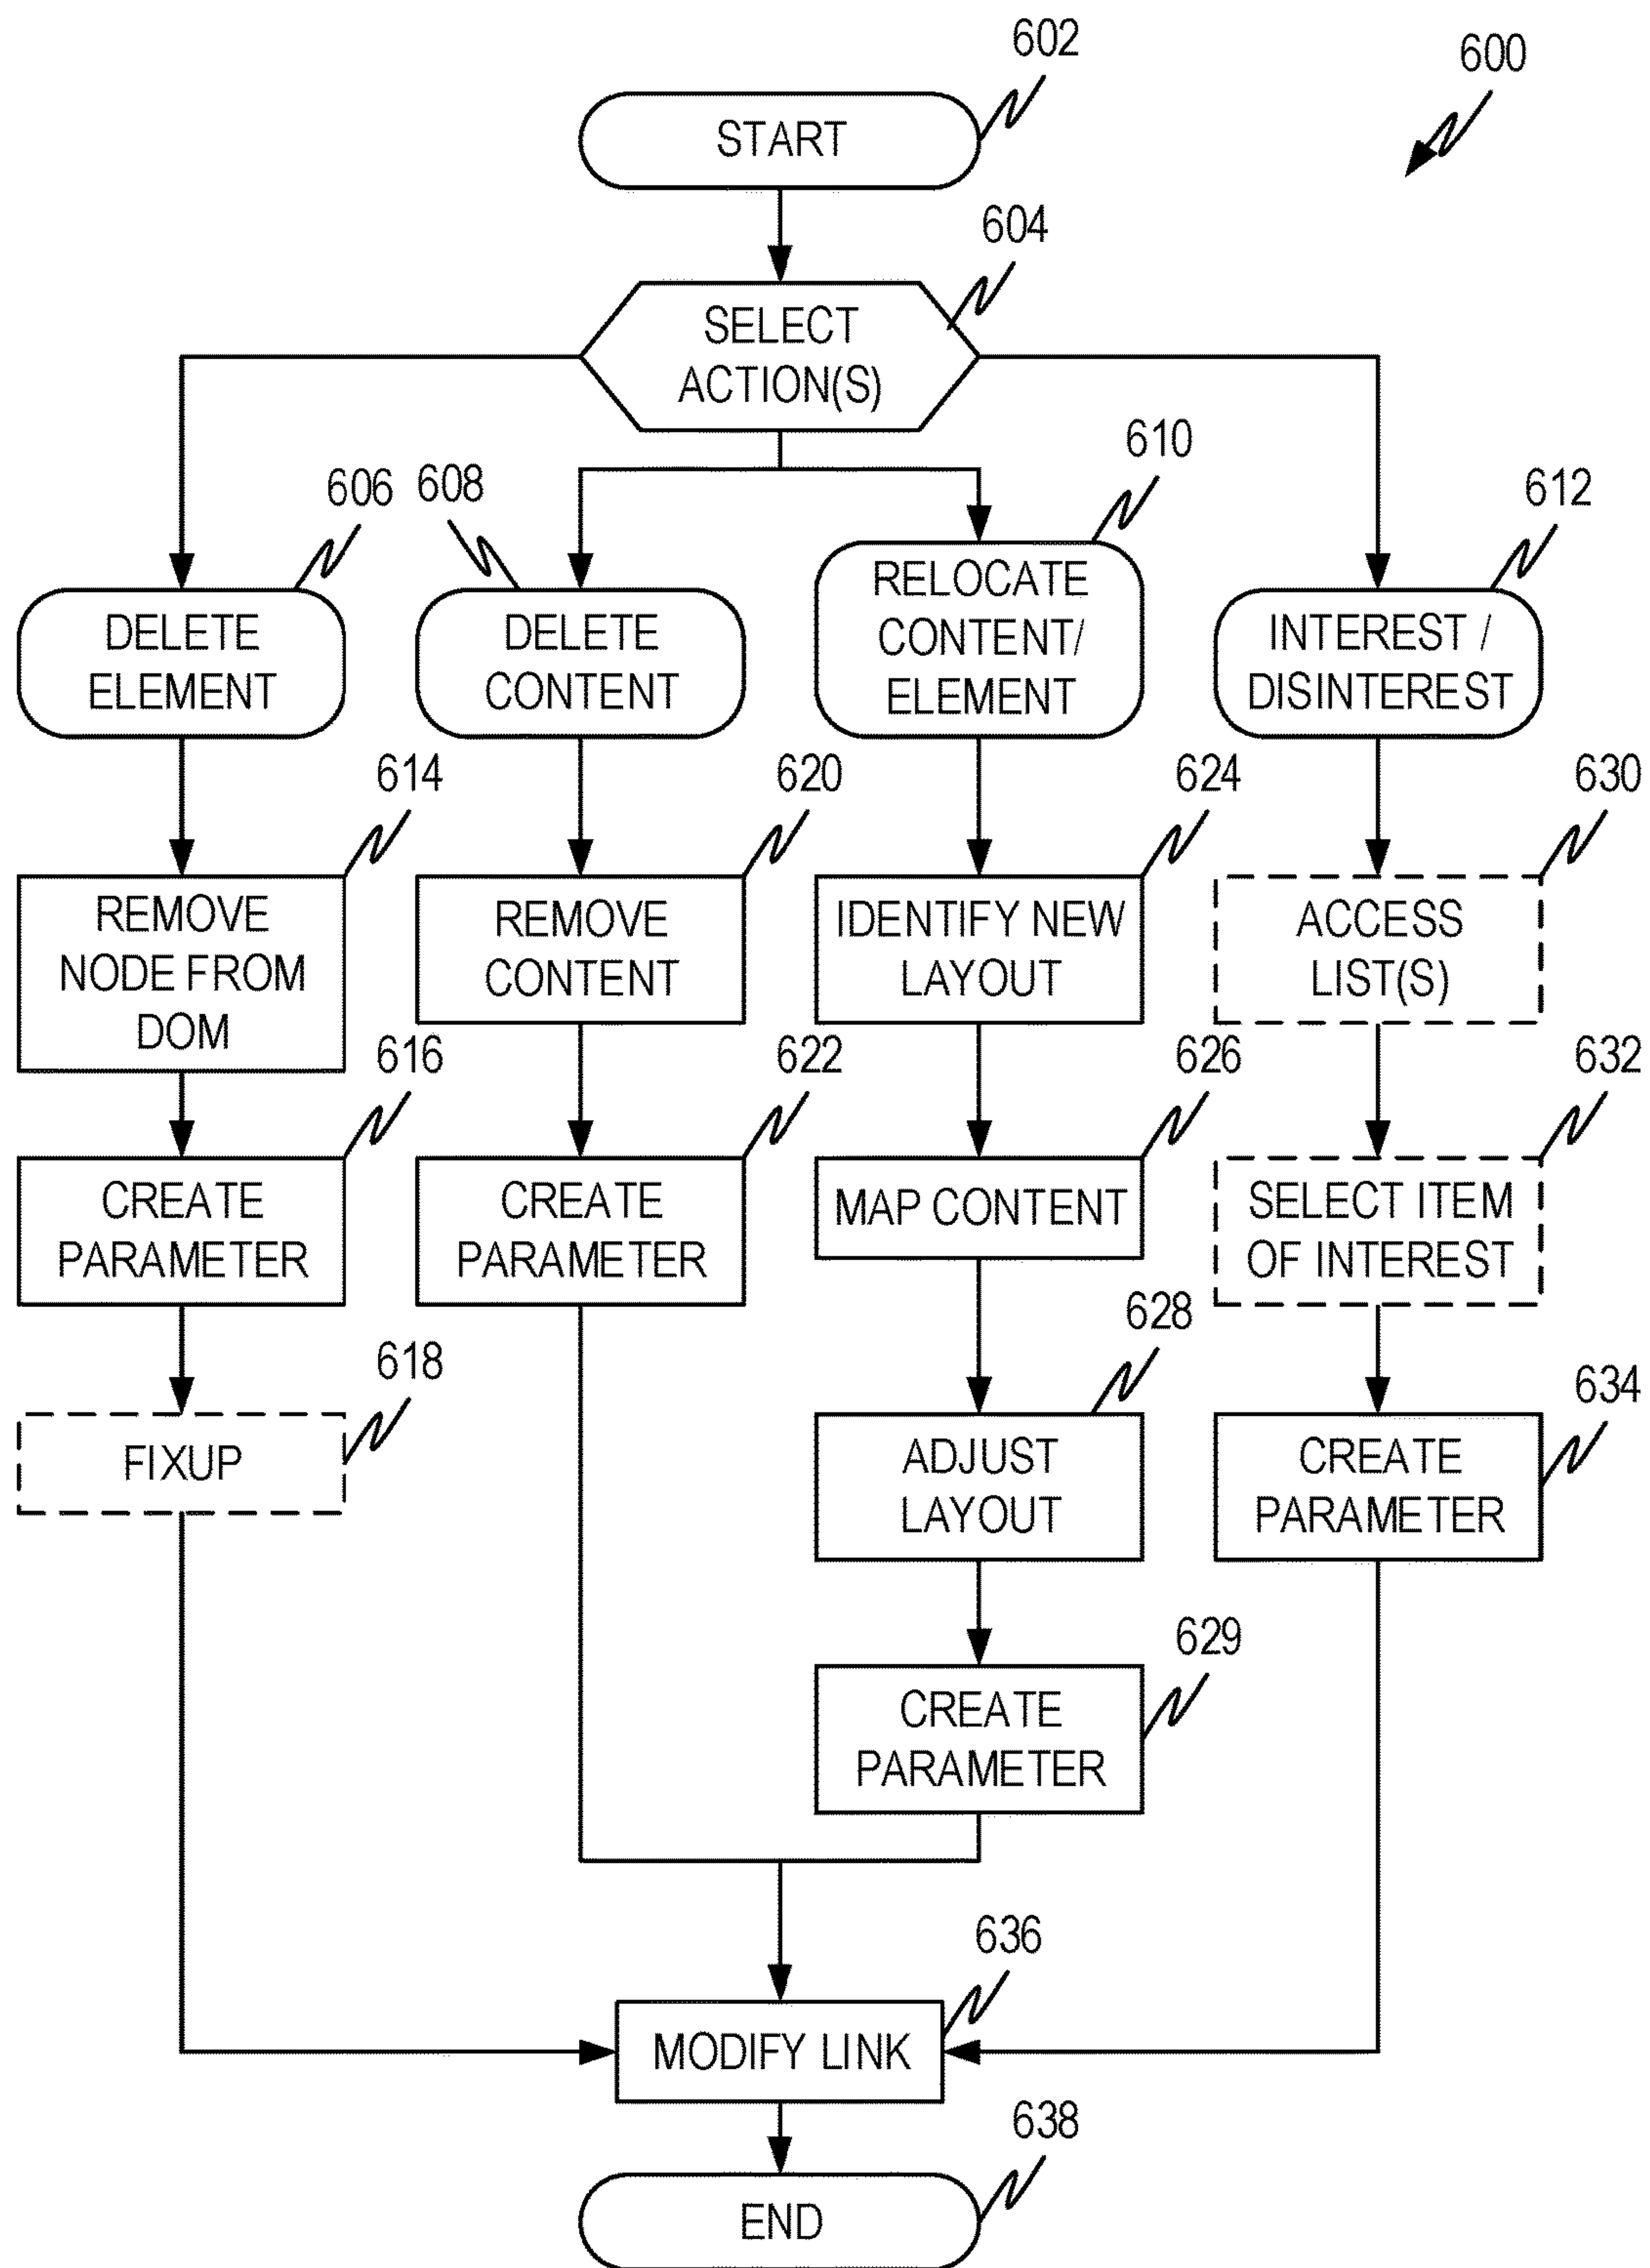 602
600
START
604
SELECT
ACTION(S)
610
606
608
612
RELOCATE
CONTENT/
ELEMENT
DELETE
ELEMENT
DELETE
CONTENT
INTEREST /
DISINTEREST
614
620
624
630
REMOVE
NODE FROM
DOM
REMOVE
CONTENT
IDENTIFY NEW
LAYOUT
ACCESS
LIST(S)
616
622
626
632
CREATE
PARAMETER
CREATE
PARAMETER
MAP CONTENT
SELECT ITEM
OF INTEREST
618
628
634
FIXUP
ADJUST
LAYOUT
CREATE
PARAMETER
629
CREATE
PARAMETER
636
MODIFY LINK
638
END